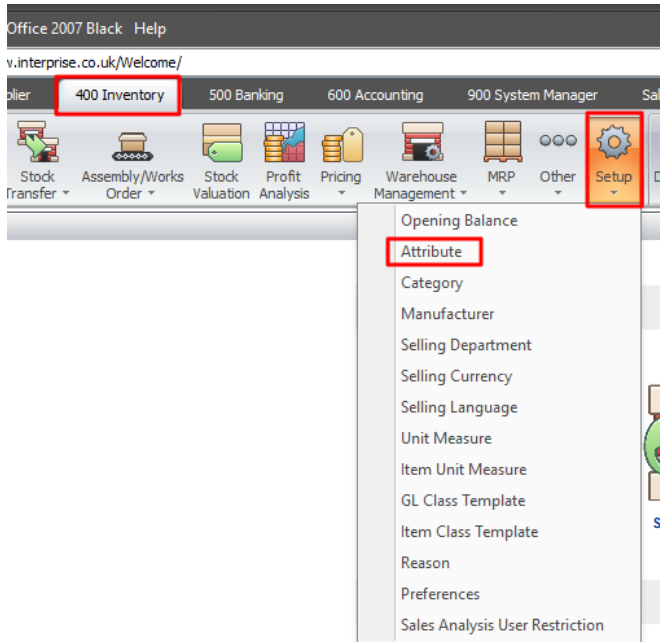 Office 2007 Black Help
w.interprise.co.uk/Welcome/
400 Inventory 500 Banking 600 Accounting 900 System Manager
Stock Transfer
Assembly/Works Order
Stock Valuation
Profit Analysis
Pricing
Warehouse Management
MRP
Other
Setup
Opening Balance
Attribute
Category
Manufacturer
Selling Department
Selling Currency
Selling Language
Unit Measure
Item Unit Measure
GL Class Template
Item Class Template
Reason
Preferences
Sales Analysis User Restriction